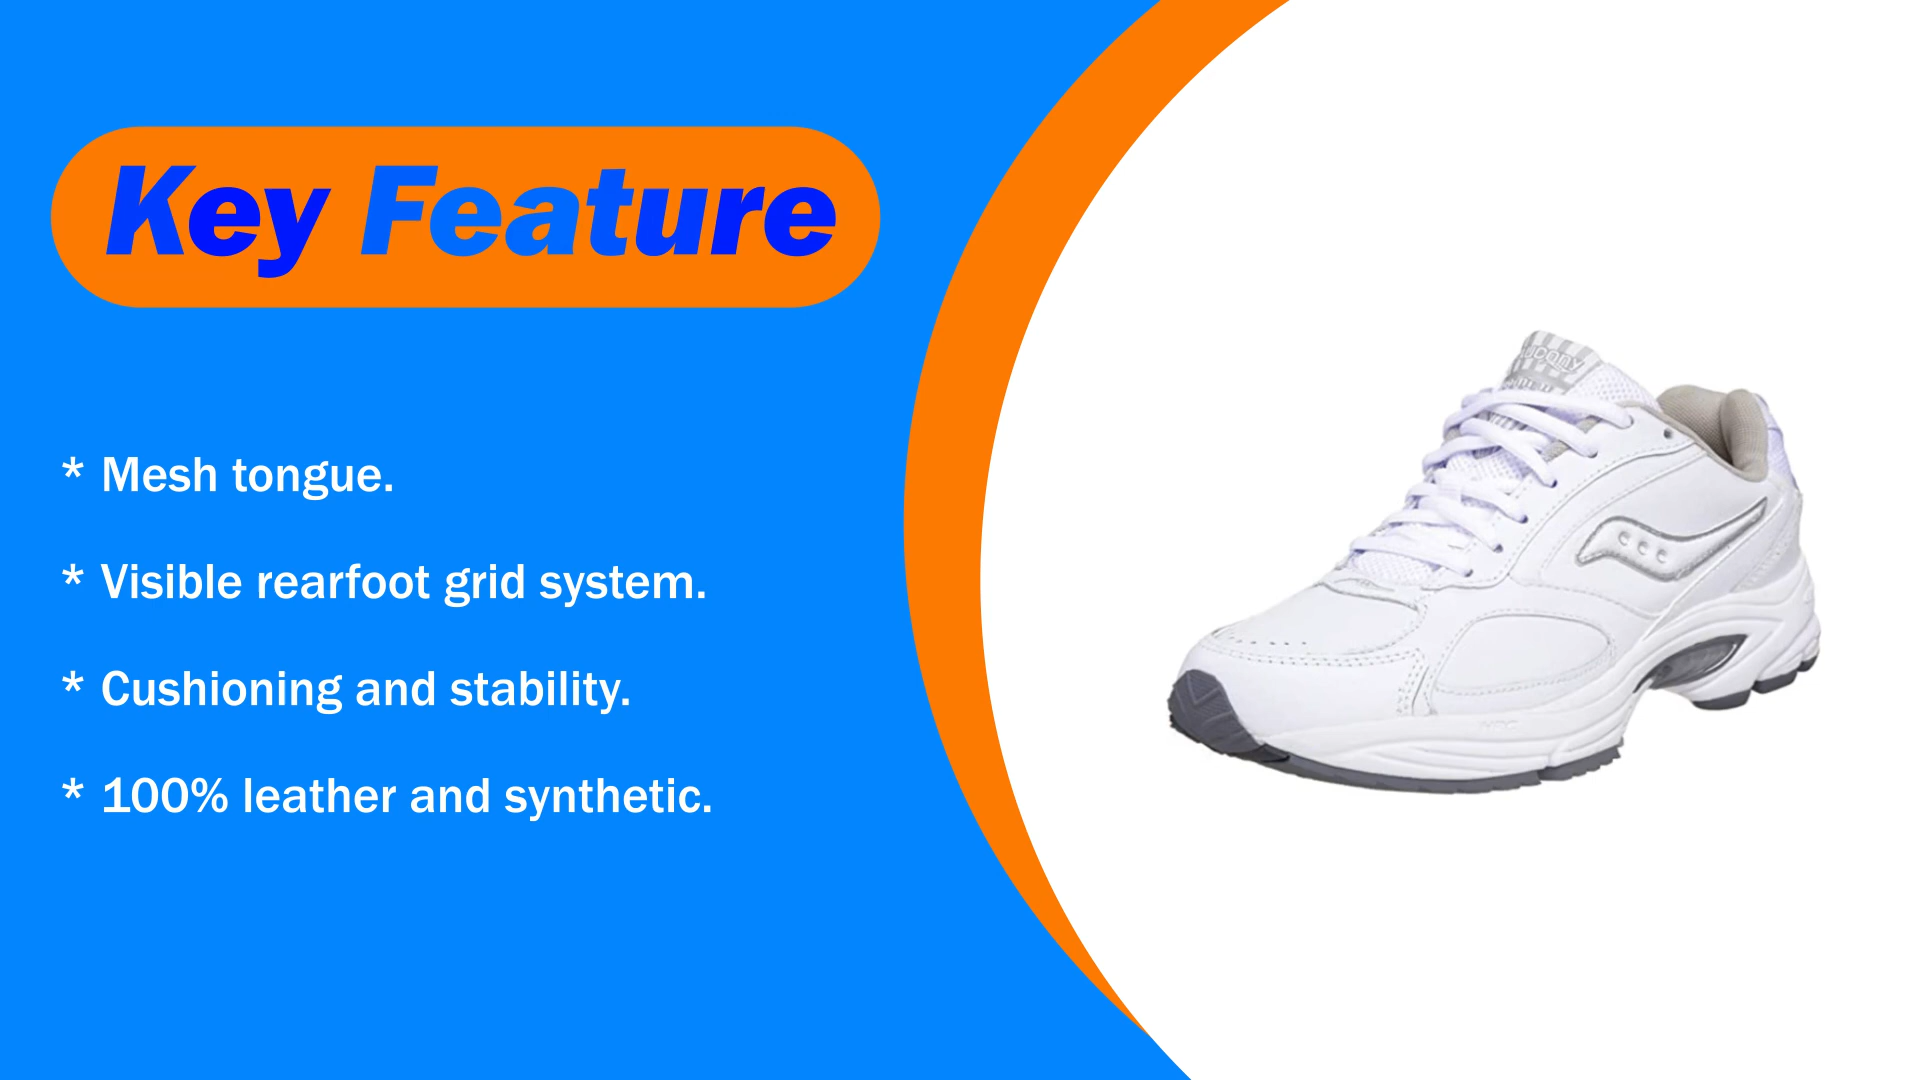 Key Feature
* Mesh tongue.
* Visible rearfoot grid system.
* Cushioning and stability.
* 100% leather and synthetic.